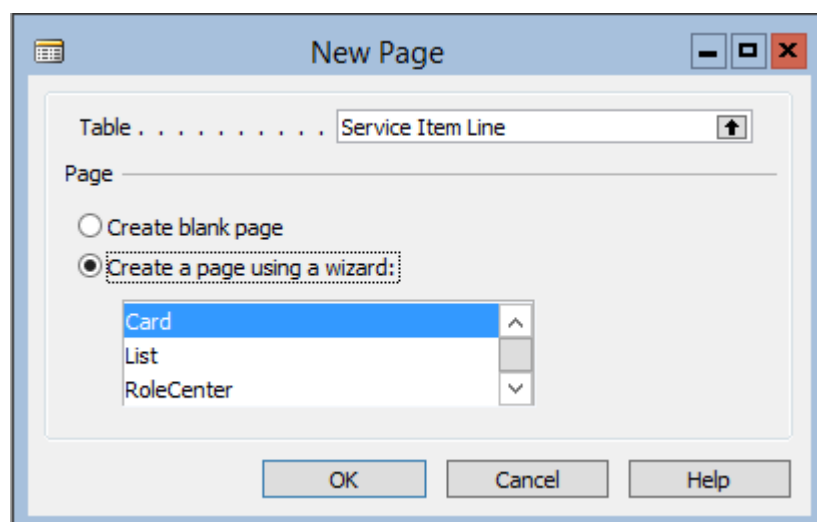 New Page
Table . . . . . . . . . . Service Item Line
Page
Create blank page
Create a page using a wizard:
Card
List
RoleCenter
OK Cancel Help